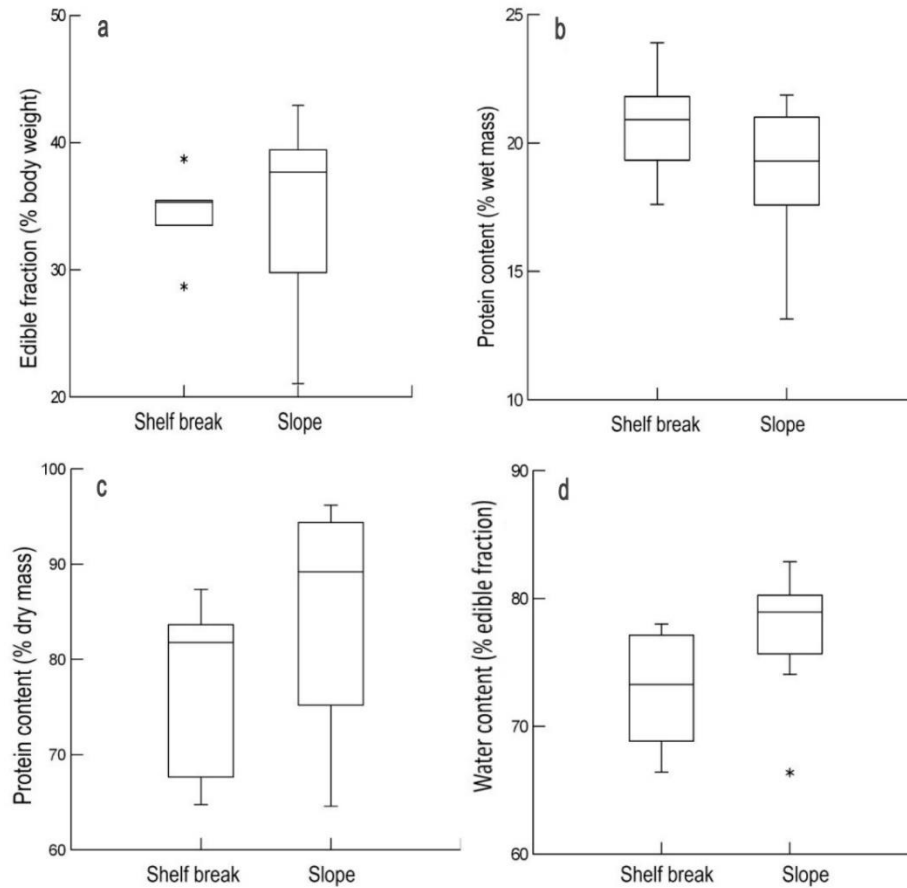 a
Edible fraction (% body weight)
50
40
30
20
Shelf break Slope
b
Protein content (% wet mass)
25
20
15
10
Shelf break Slope
c
Protein content (% dry mass)
100
90
80
70
60
Shelf break Slope
d
Water content (% edible fraction)
90
80
70
60
Shelf break Slope